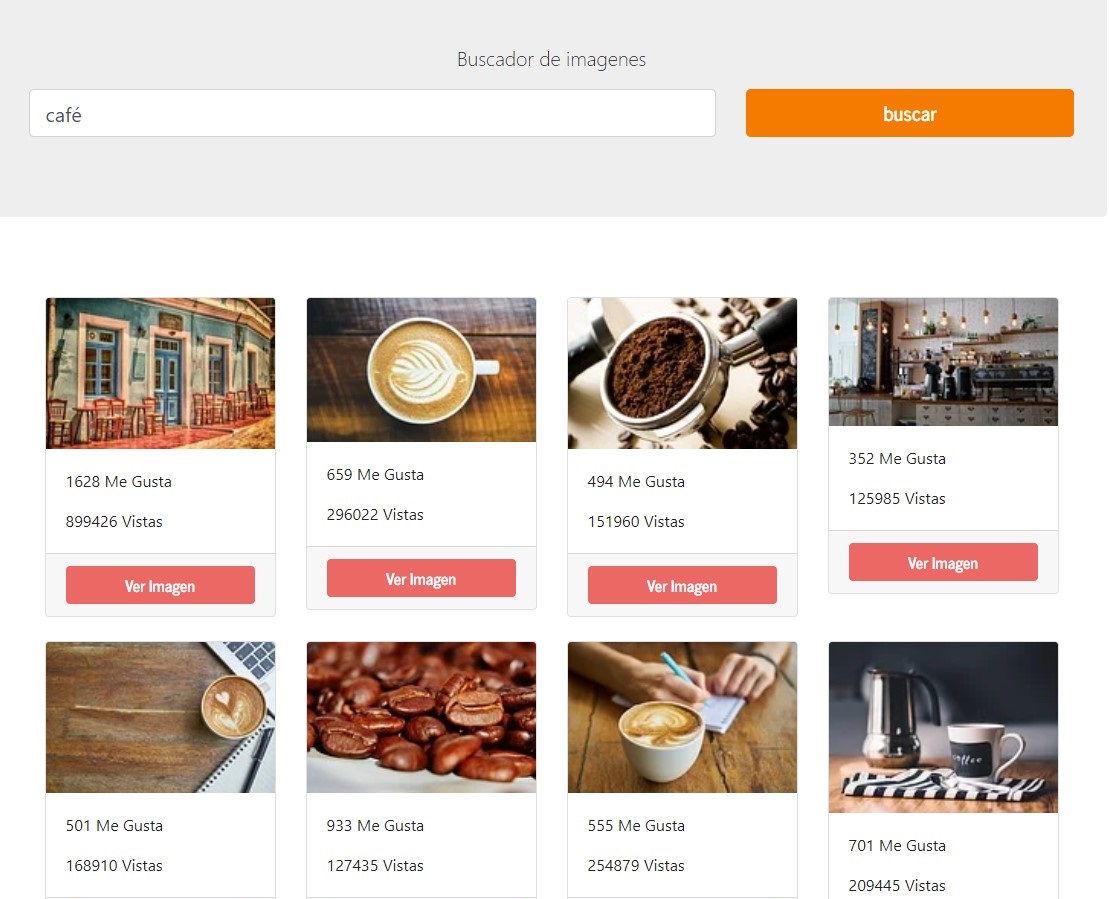 Buscador de imagenes
café
buscar
1628 Me Gusta
899426 Vistas
Ver Imagen
659 Me Gusta
296022 Vistas
Ver Imagen
494 Me Gusta
151960 Vistas
Ver Imagen
352 Me Gusta
125985 Vistas
Ver Imagen
501 Me Gusta
168910 Vistas
933 Me Gusta
127435 Vistas
555 Me Gusta
254879 Vistas
coffee
701 Me Gusta
209445 Vistas